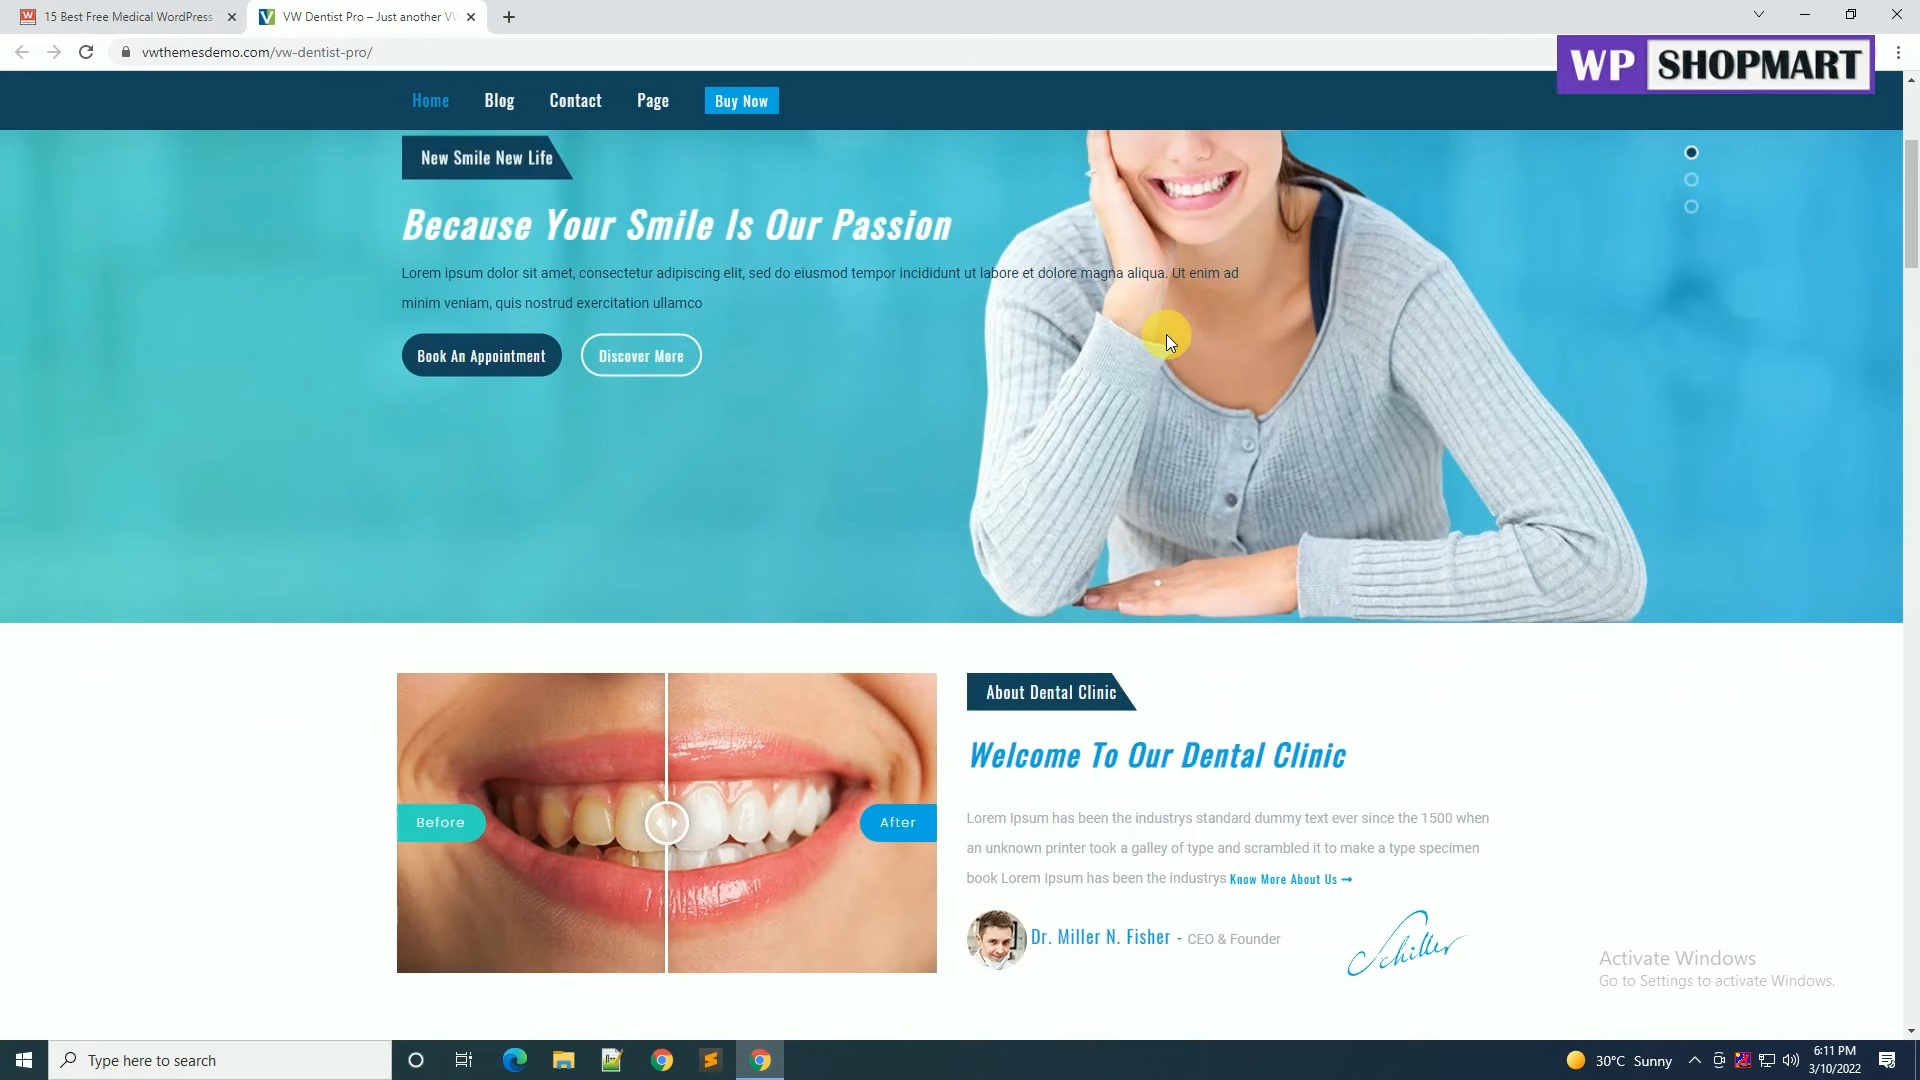 15 Best Free Medical WordPress
VW Dentist Pro – Just another VW
vwthemesdemo.com/vw-dentist-pro/
WP SHOPMART
Home
Blog
Contact
Page
Buy Now
New Smile New Life
Because Your Smile Is Our Passion
Lorem ipsum dolor sit amet, consectetur adipiscing elit, sed do eiusmod tempor incididunt ut labore et dolore magna aliqua. Ut enim ad
minim veniam, quis nostrud exercitation ullamco
Book An Appointment
Discover More
Before
After
About Dental Clinic
Welcome To Our Dental Clinic
Lorem Ipsum has been the industrys standard dummy text ever since the 1500 when
an unknown printer took a galley of type and scrambled it to make a type specimen
book Lorem Ipsum has been the industrys Know More About Us
Dr. Miller N. Fisher - CEO & Founder
Schiller
Activate Windows
Go to Settings to activate Windows.
Type here to search
30°C Sunny
6:11 PM
3/10/2022